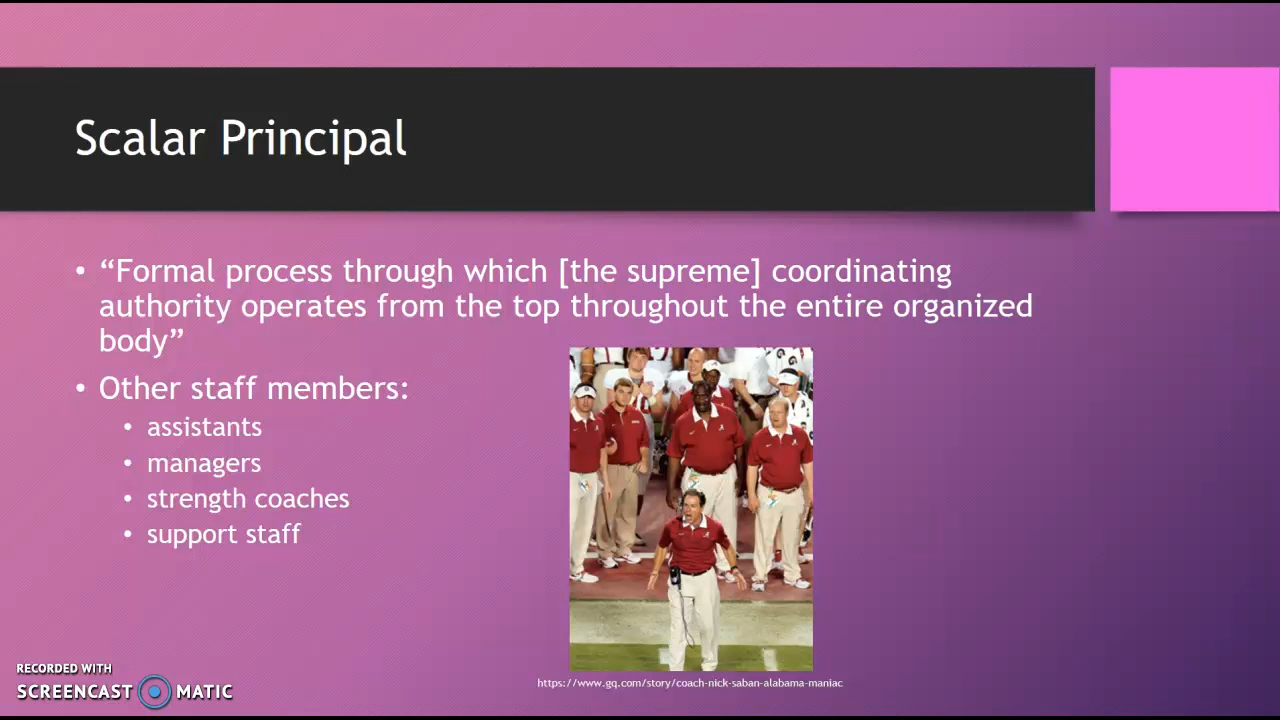 Scalar Principal
• “Formal process through which [the supreme] coordinating
authority operates from the top throughout the entire organized
body”
• Other staff members:
• assistants
• managers
• strength coaches
• support staff
https://www.gq.com/story/coach-nick-saban-alabama-maniac
RECORDED WITH
SCREENCAST MATIC